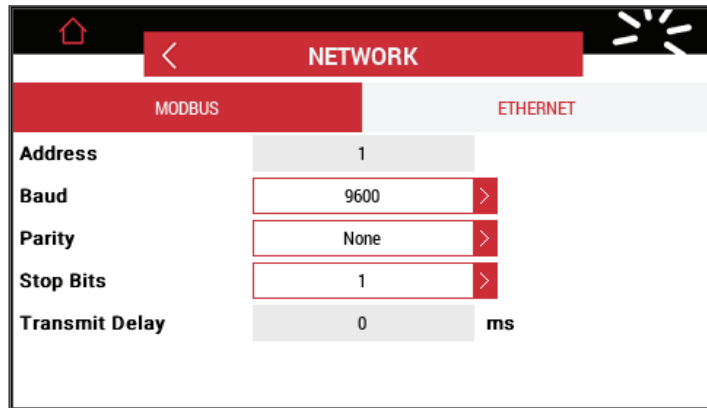 NETWORK
MODBUS ETHERNET
Address 1
Baud 9600
Parity None
Stop Bits 1
Transmit Delay 0 ms